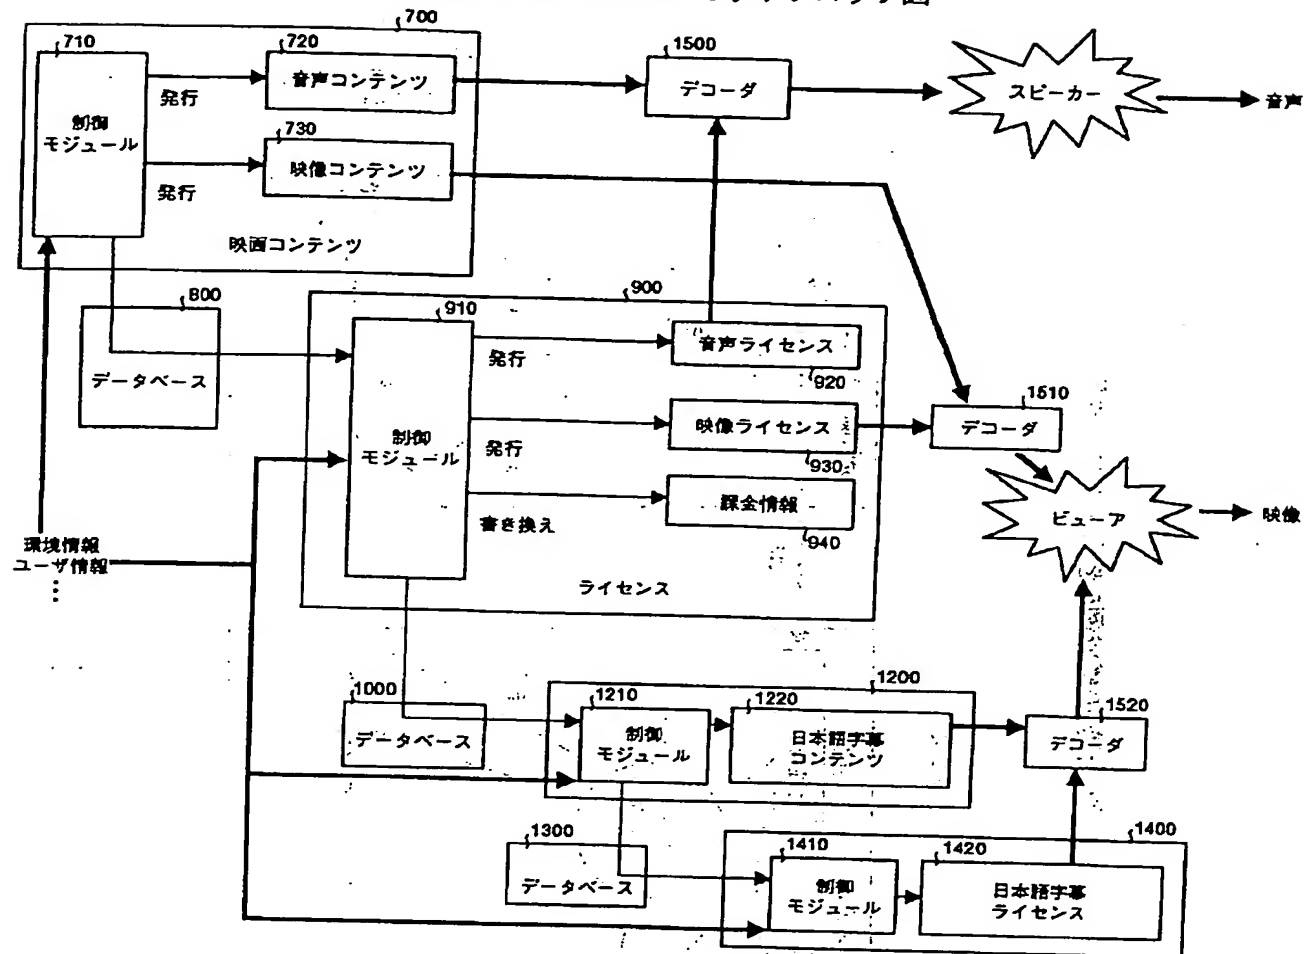 700
710
制御
モジュール
発行
発行
720
音声コンテンツ
730
映像コンテンツ
映画コンテンツ
1500
デコーダ
スピーカー
音声
800
データベース
900
910
制御
モジュール
発行
発行
書き換え
音声ライセンス
920
映像ライセンス
930
課金情報
940
ライセンス
1510
デコーダ
ビューア
映像
環境情報
ユーザ情報
1000
データベース
1200
1210
制御
モジュール
1220
日本語字幕
コンテンツ
1520
デコーダ
1300
データベース
1400
1410
制御
モジュール
1420
日本語字幕
ライセンス